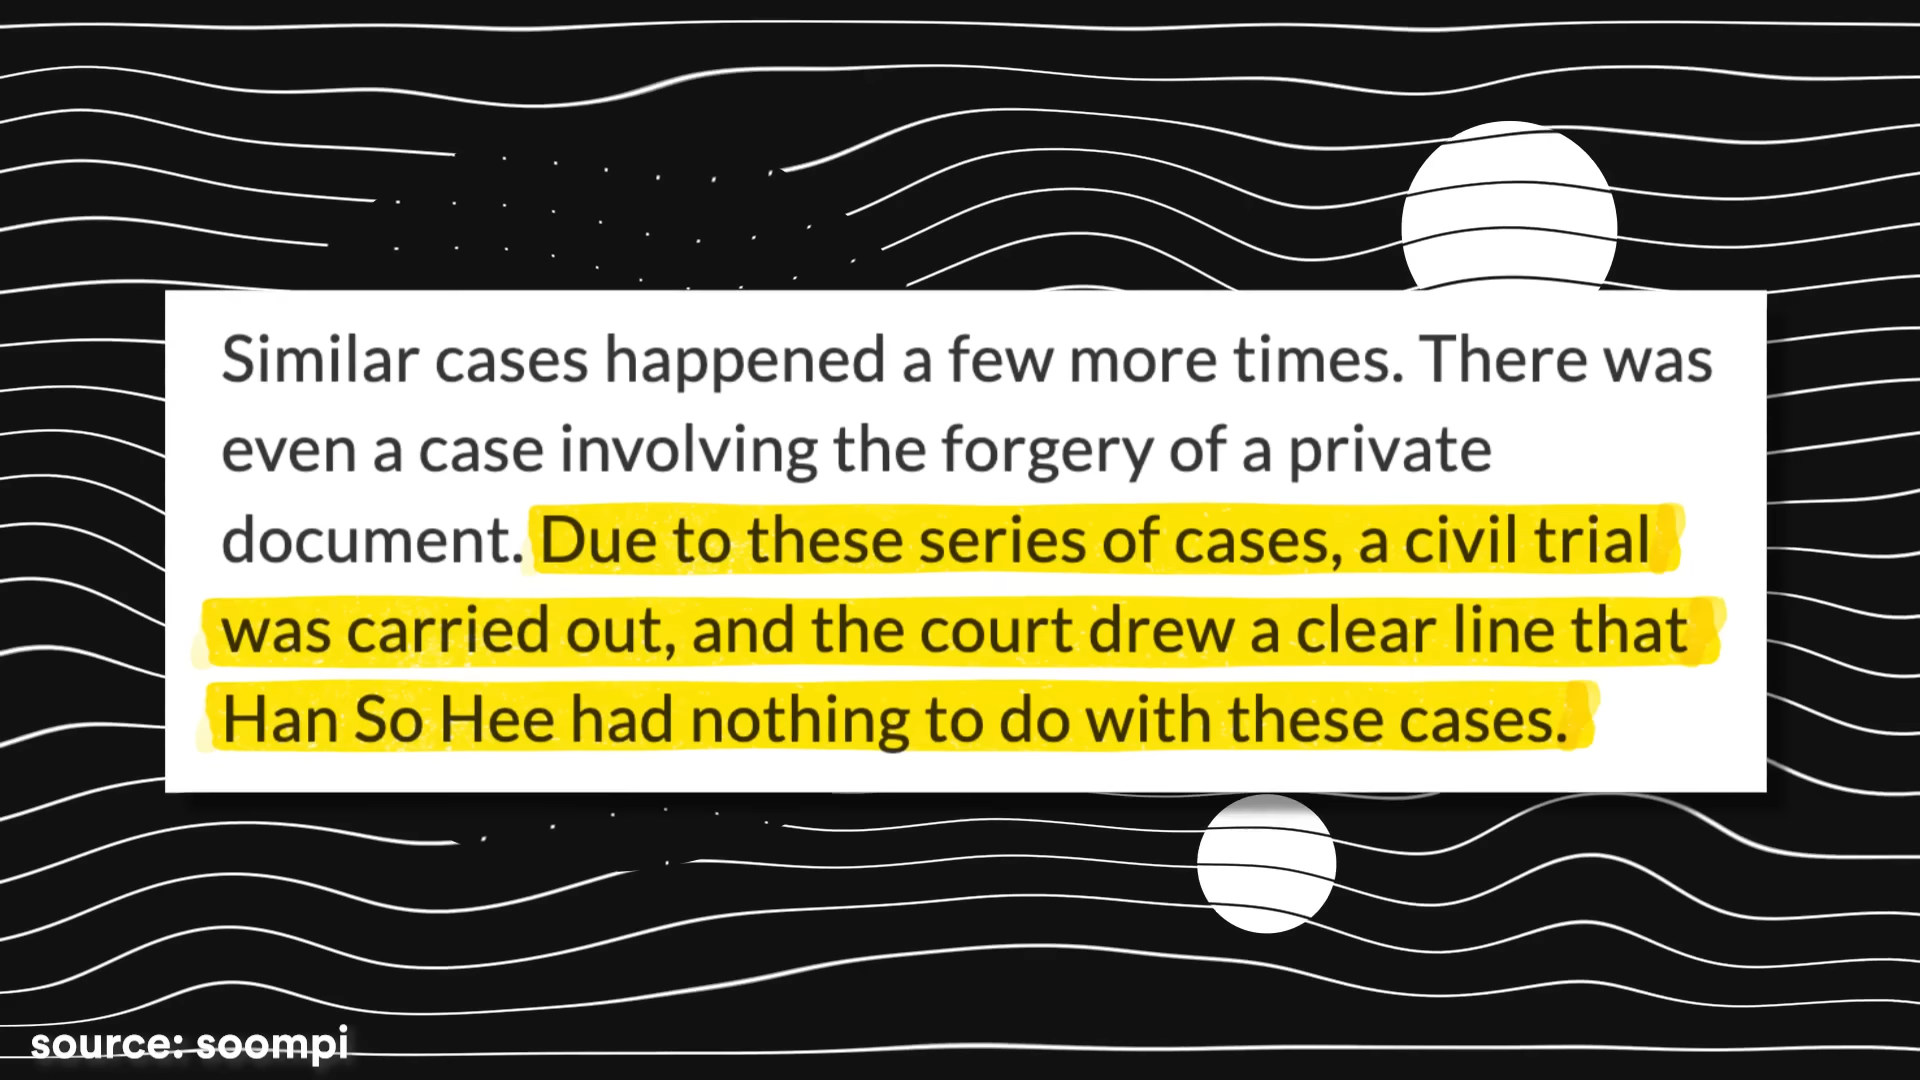 Similar cases happened a few more times. There was
even a case involving the forgery of a private
document. Due to these series of cases, a civil trial
was carried out, and the court drew a clear line that
Han So Hee had nothing to do with these cases.
source: soompi